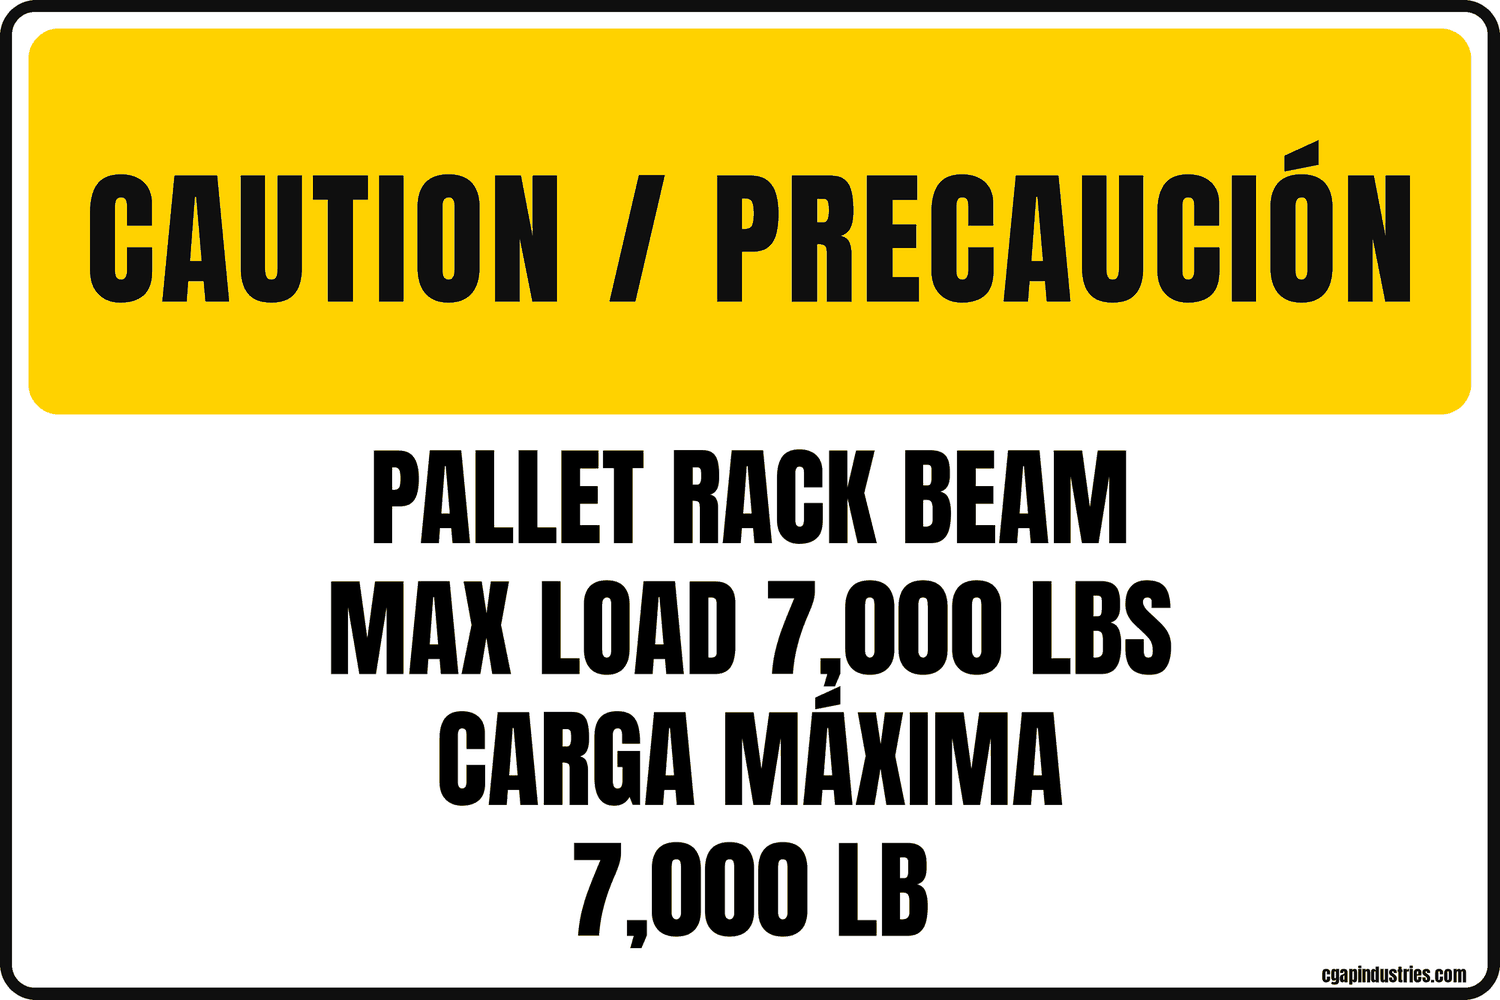 CAUTION / PRECAUCIÓN
PALLET RACK BEAM
MAX LOAD 7,000 LBS
CARGA MÁXIMA
7,000 LB
cgapindustries.com